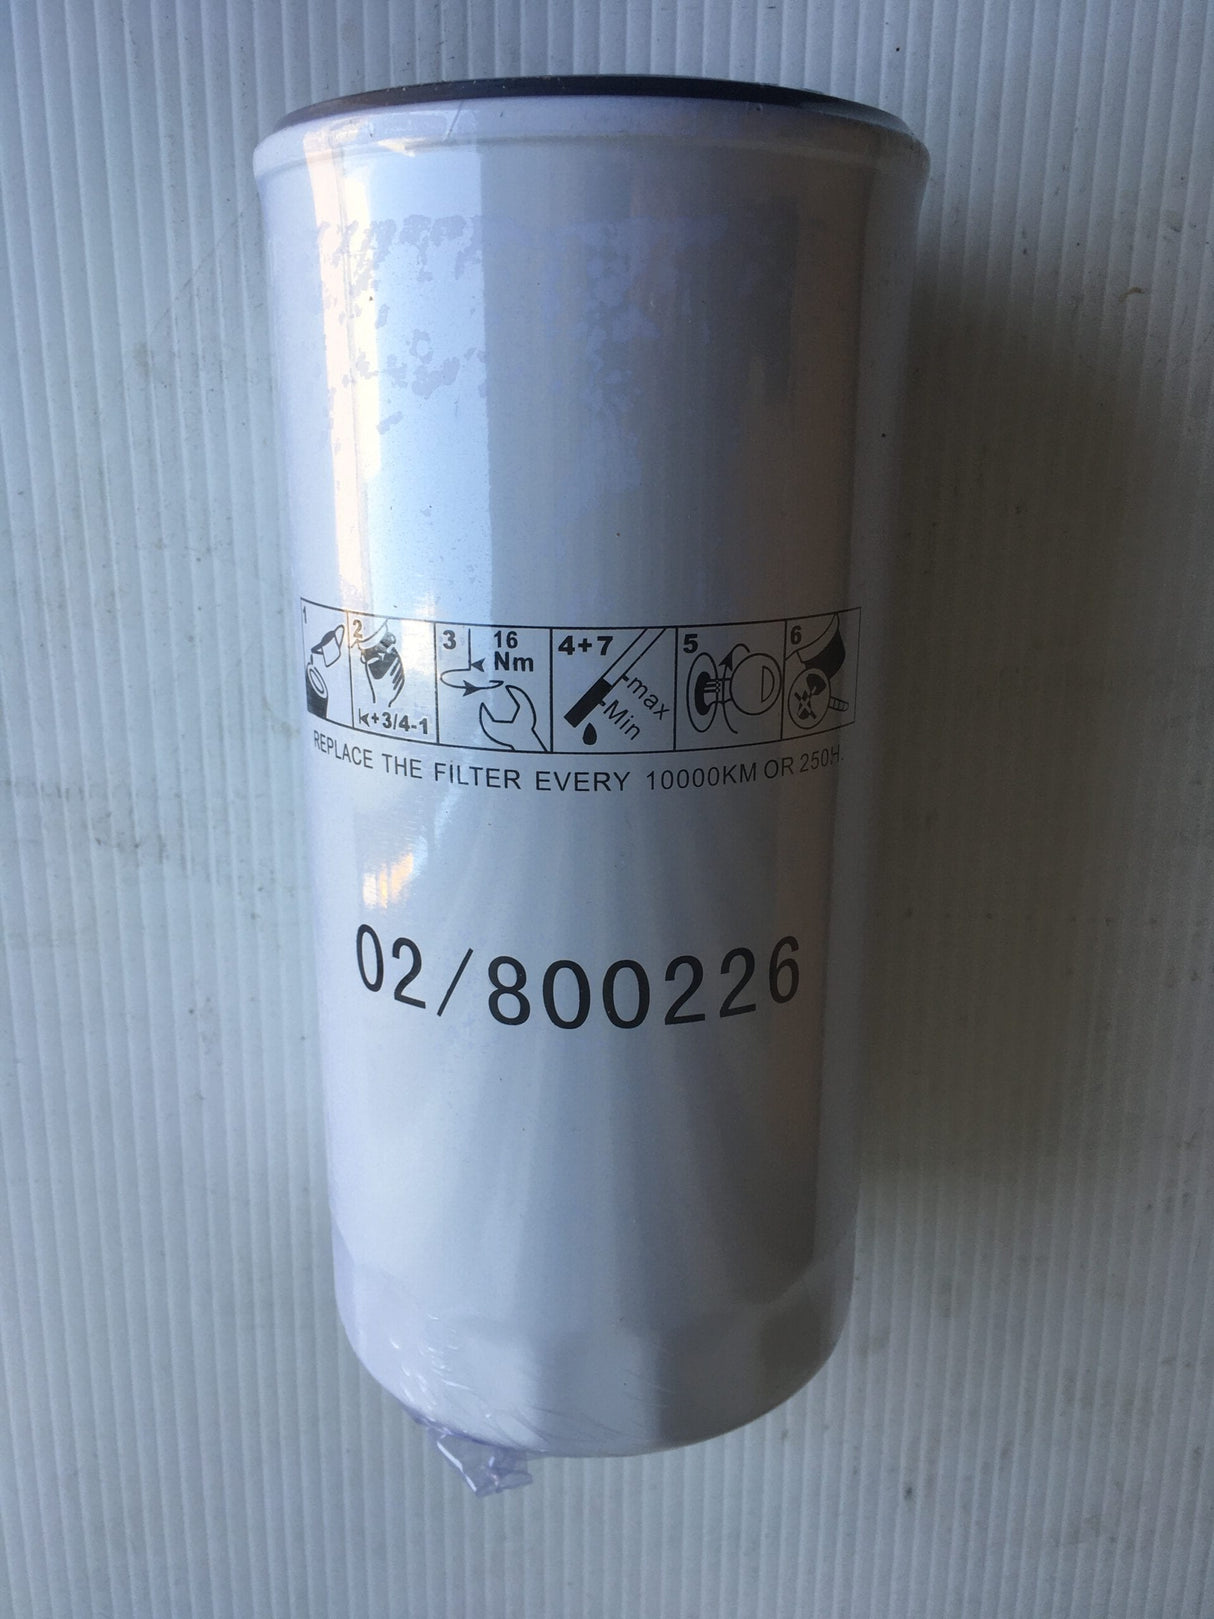 1 2 3 16 Nm 4+7 5 6
+3/4-1 max Min
REPLACE THE FILTER EVERY 10000KM OR 250H.
02/800226